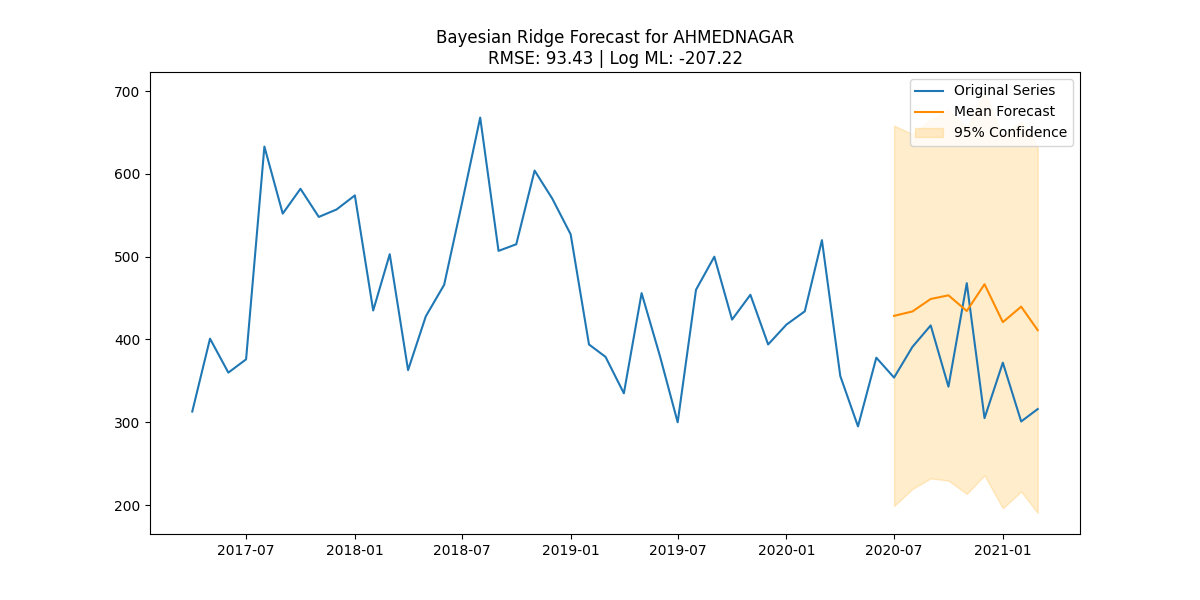 Bayesian Ridge Forecast for AHMEDNAGAR
RMSE: 93.43 | Log ML: -207.22
Original Series
Mean Forecast
95% Confidence
700
600
500
400
300
200
2017-07
2018-01
2018-07
2019-01
2019-07
2020-01
2020-07
2021-01